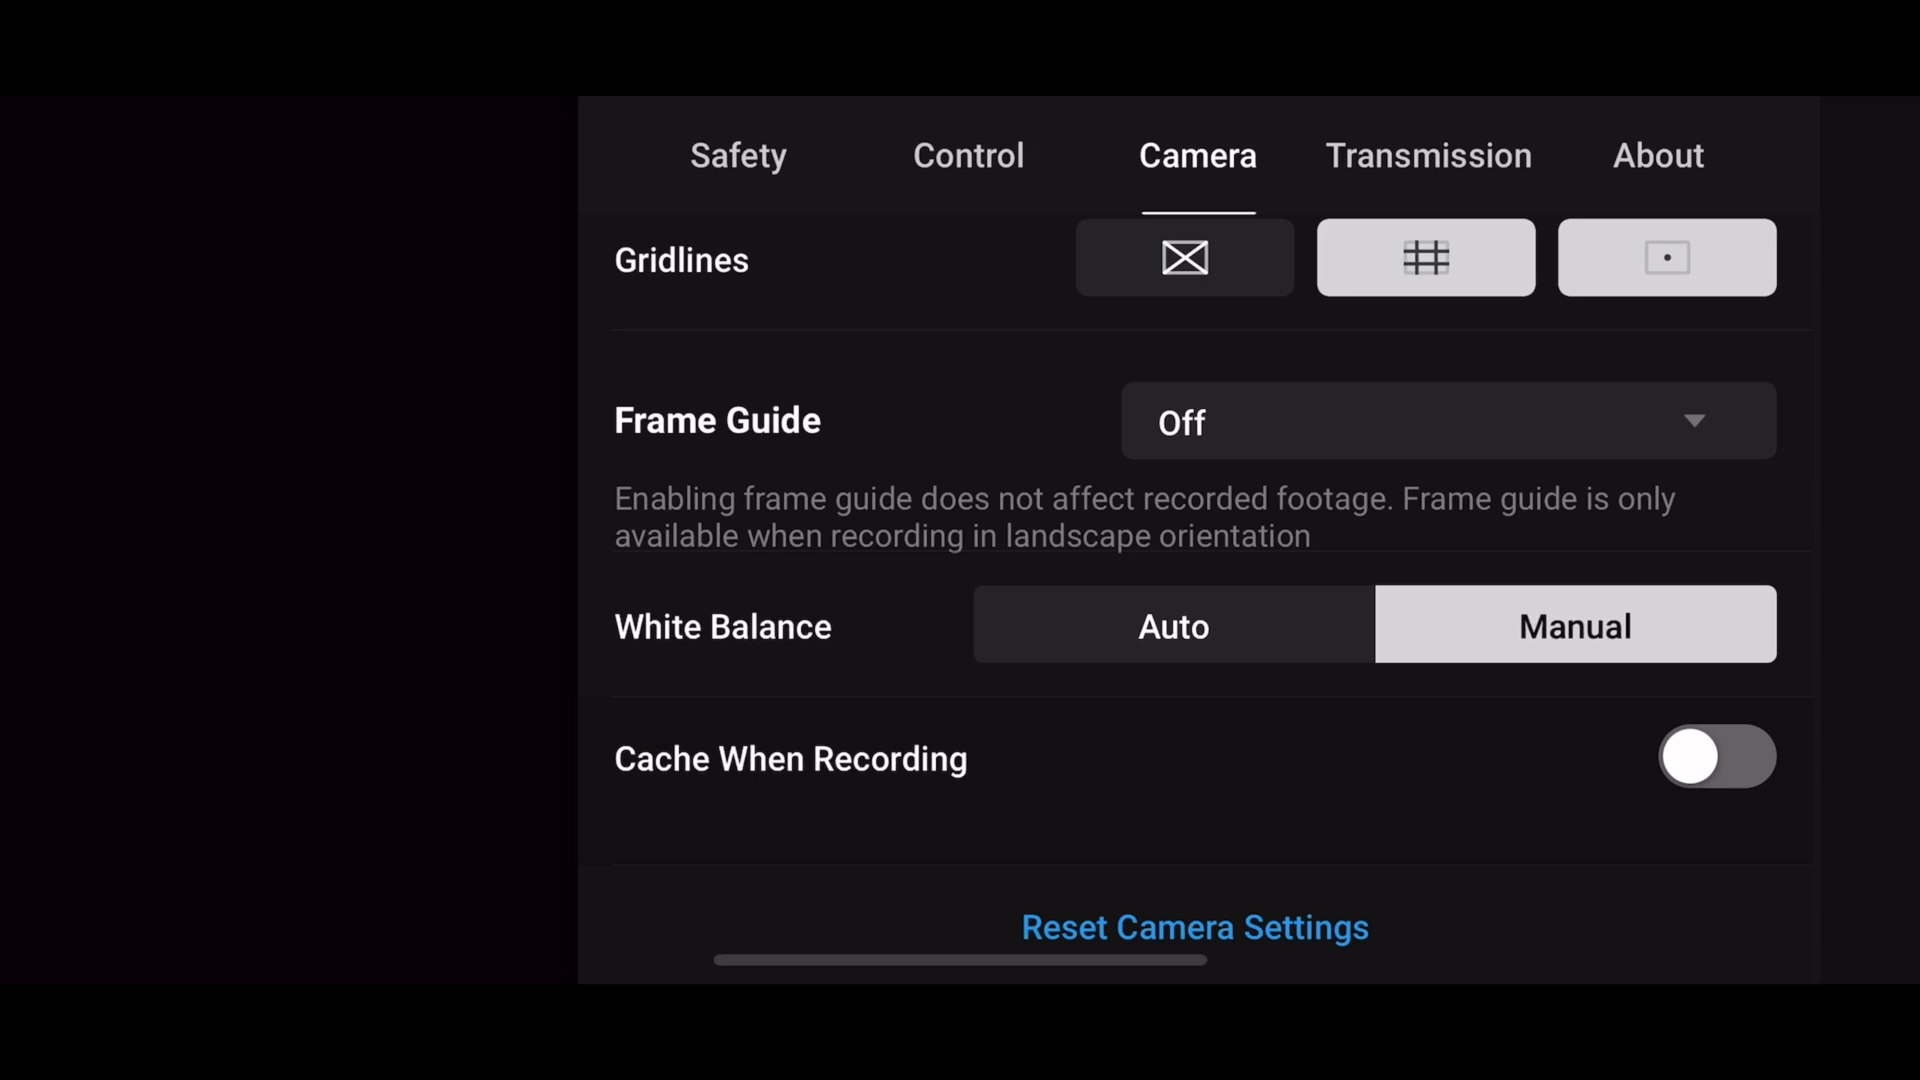 Safety Control Camera Transmission About
Gridlines
Frame Guide Off
Enabling frame guide does not affect recorded footage. Frame guide is only
available when recording in landscape orientation
White Balance Auto Manual
Cache When Recording
Reset Camera Settings